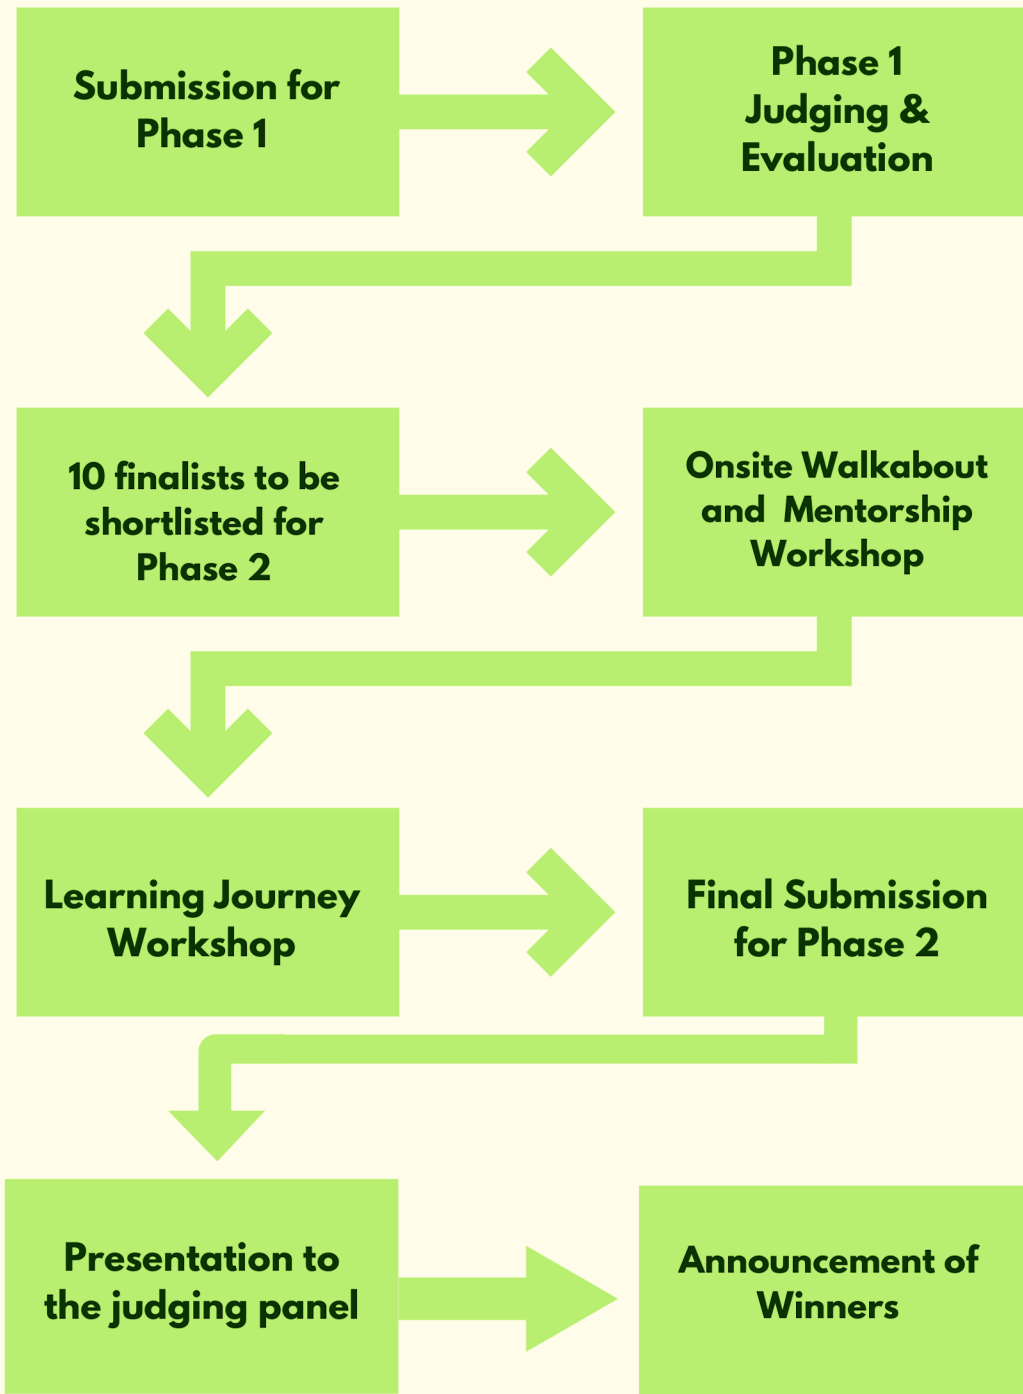 Submission for
Phase 1
Phase 1
Judging &
Evaluation
10 finalists to be
shortlisted for
Phase 2
Onsite Walkabout
and Mentorship
Workshop
Learning Journey
Workshop
Final Submission
for Phase 2
Presentation to
the judging panel
Announcement of
Winners